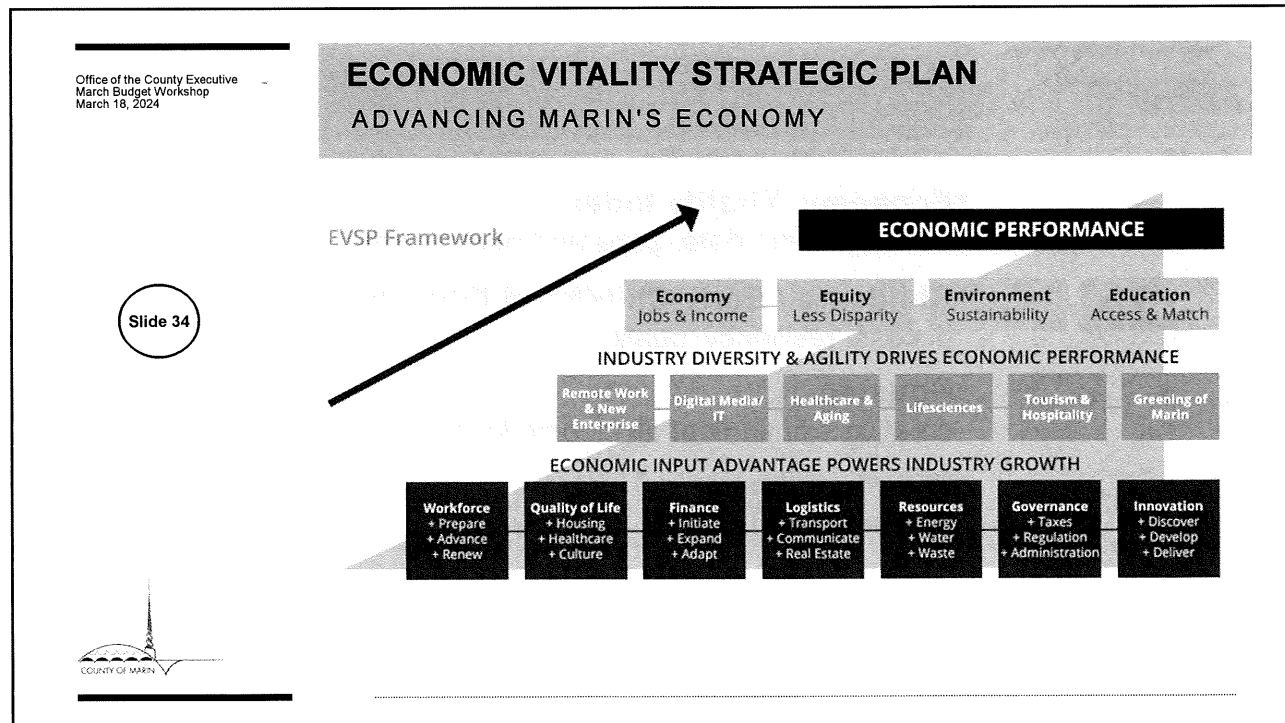 Office of the County Executive
March Budget Workshop
March 18, 2024
ECONOMIC VITALITY STRATEGIC PLAN
ADVANCING MARIN'S ECONOMY
EVSP Framework
ECONOMIC PERFORMANCE
Slide 34
Economy
Jobs & Income
Equity
Less Disparity
Environment
Sustainability
Education
Access & Match
INDUSTRY DIVERSITY & AGILITY DRIVES ECONOMIC PERFORMANCE
Remote Work
& New
Enterprise
Digital Media/
IT
Healthcare &
Aging
Lifesciences
Tourism &
Hospitality
Greening of
Marin
ECONOMIC INPUT ADVANTAGE POWERS INDUSTRY GROWTH
Workforce
+ Prepare
+ Advance
+ Renew
Quality of Life
+ Housing
+ Healthcare
+ Culture
Finance
+ Initiate
+ Expand
+ Adapt
Logistics
+ Transport
+ Communicate
+ Real Estate
Resources
+ Energy
+ Water
+ Waste
Governance
+ Taxes
+ Regulation
+ Administration
Innovation
+ Discover
+ Develop
+ Deliver
COUNTY OF MARIN